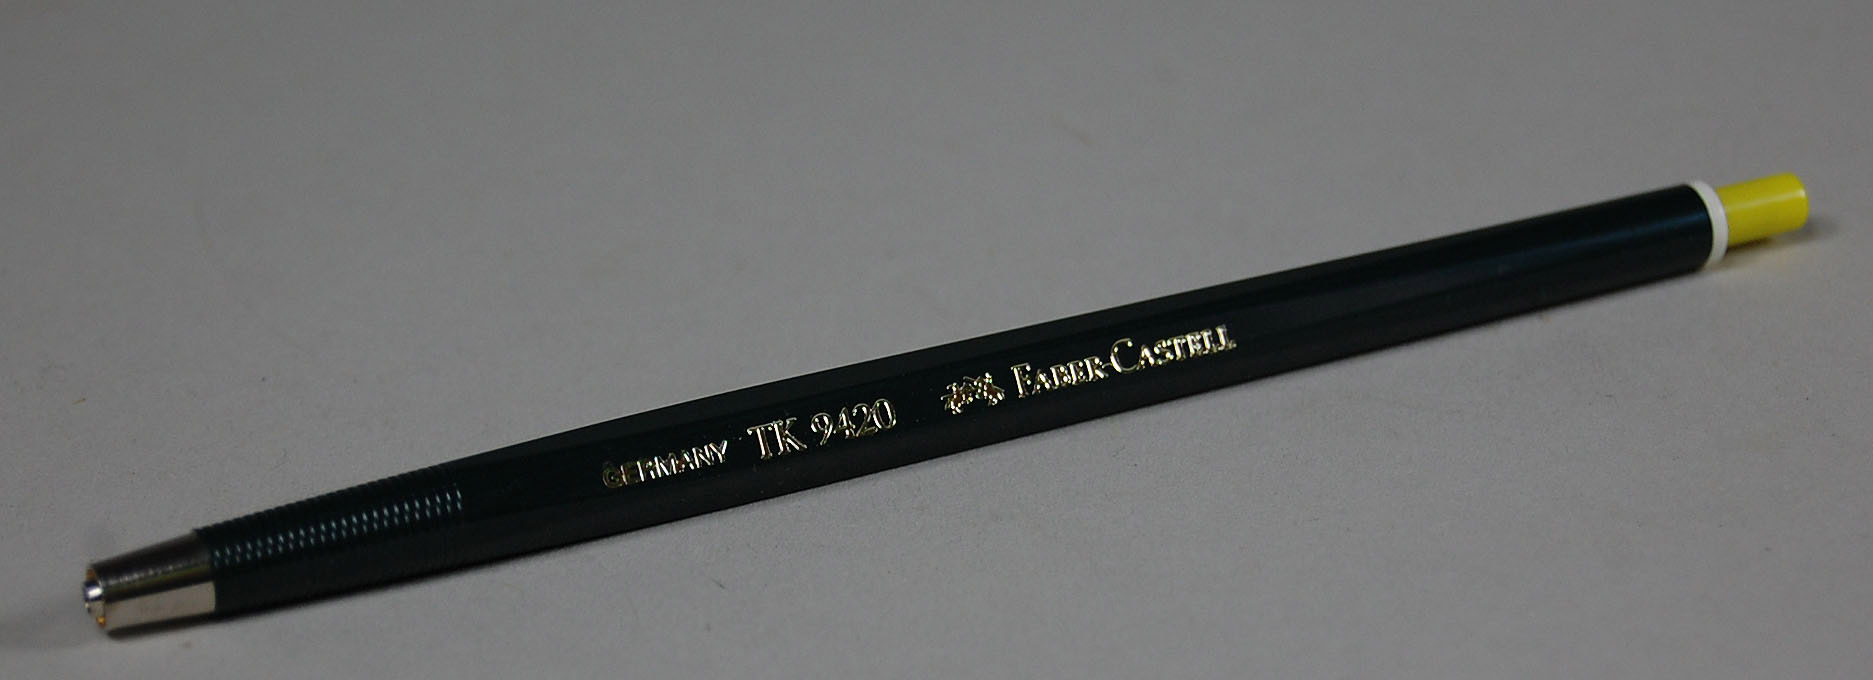 GERMANY TK 9420 FABER-CASTELL